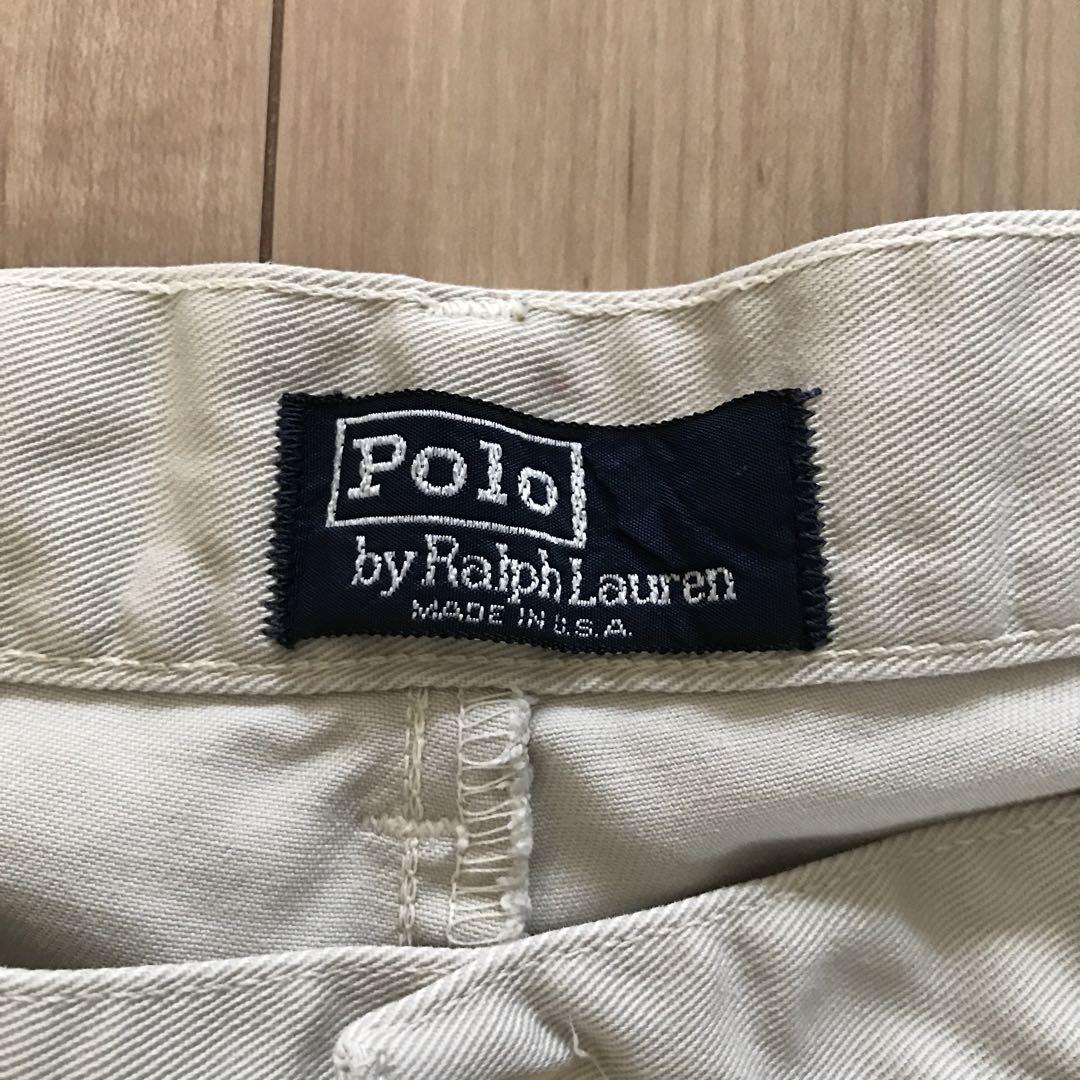 Polo
by Ralph Lauren
MADE IN U.S.A.